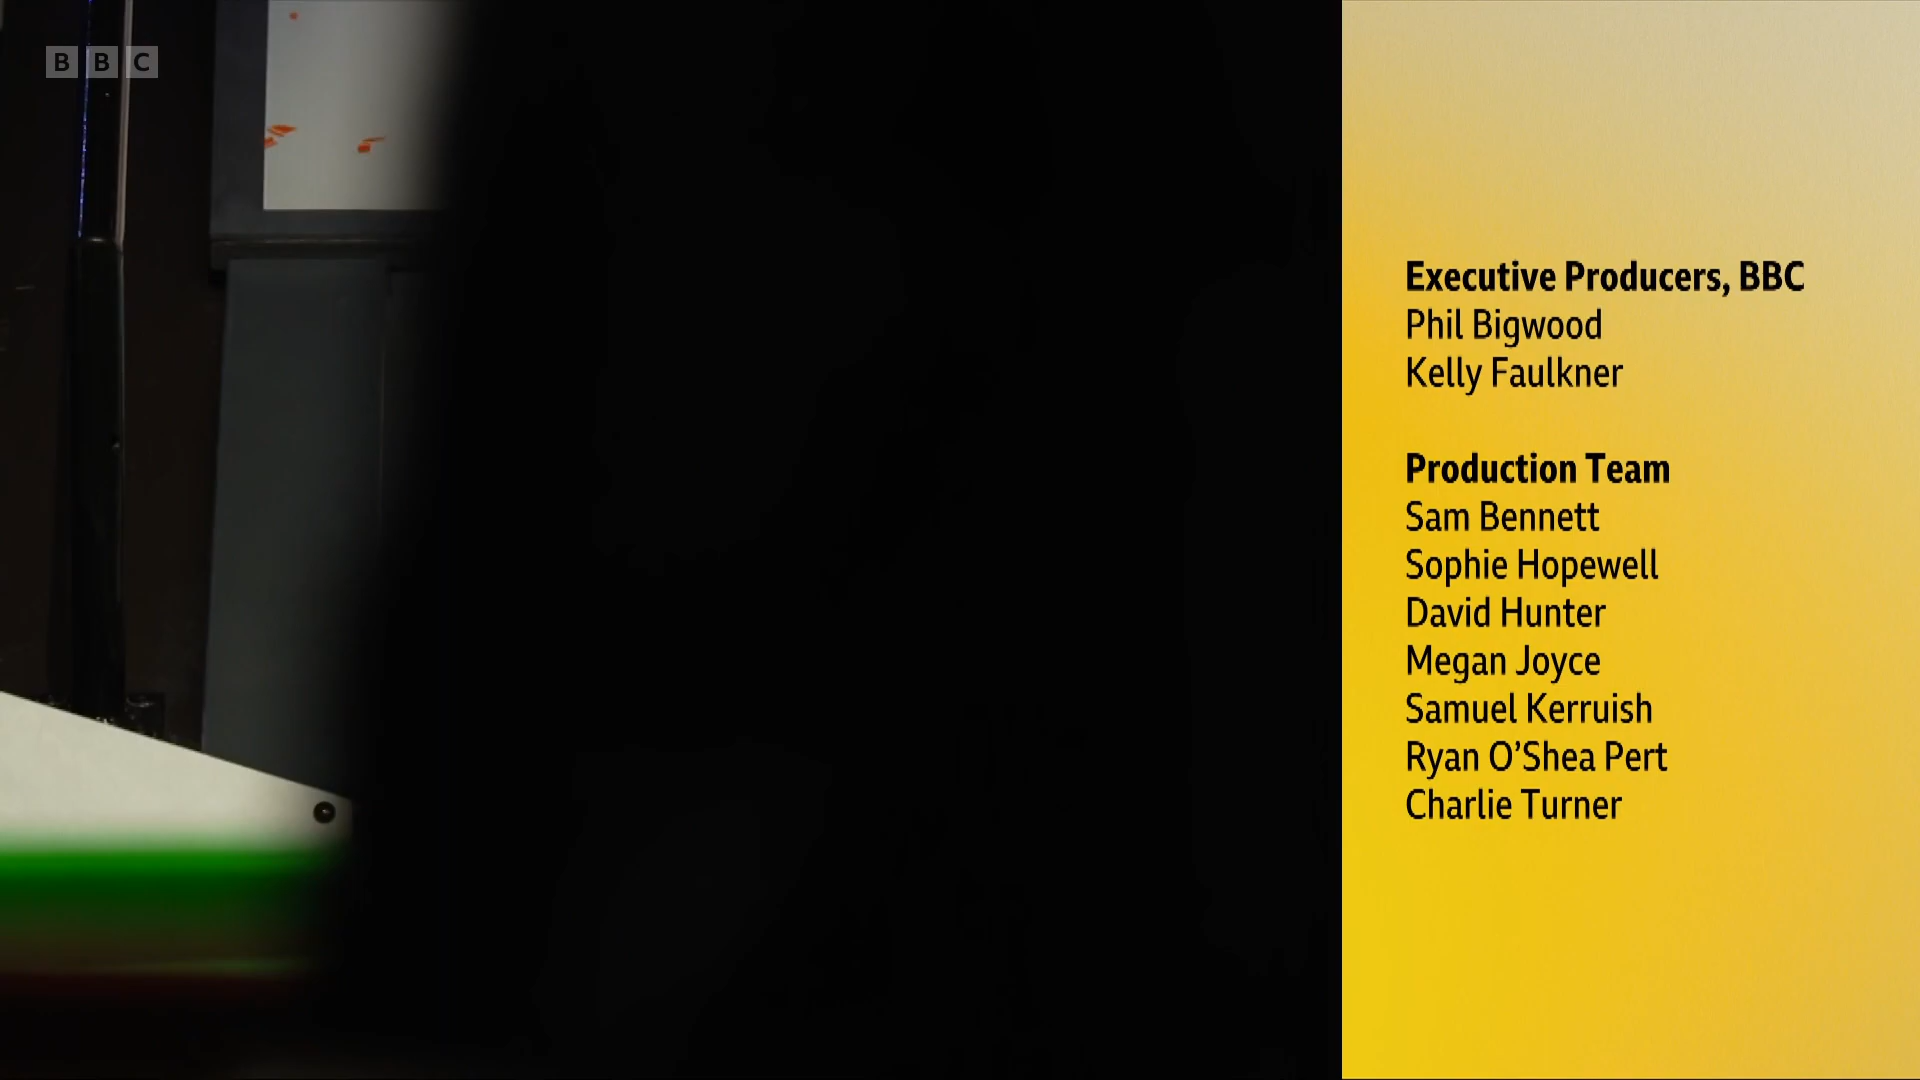 BBC
Executive Producers, BBC
Phil Bigwood
Kelly Faulkner
Production Team
Sam Bennett
Sophie Hopewell
David Hunter
Megan Joyce
Samuel Kerruish
Ryan O’Shea Pert
Charlie Turner